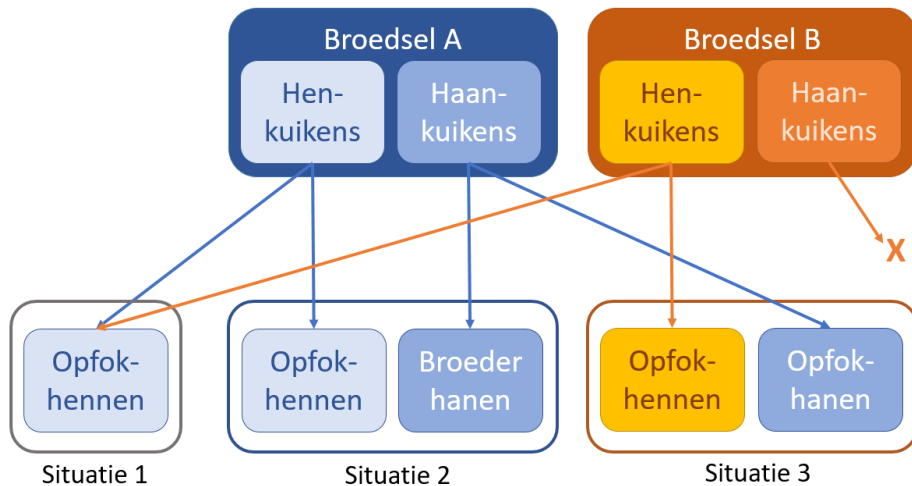 Broedsel A
Hen-
kuikens
Haan-
kuikens
Broedsel B
Hen-
kuikens
Haan-
kuikens
X
Opfok-
hennen
Situatie 1
Opfok-
hennen
Broeder
hanen
Situatie 2
Opfok-
hennen
Opfok-
hanen
Situatie 3